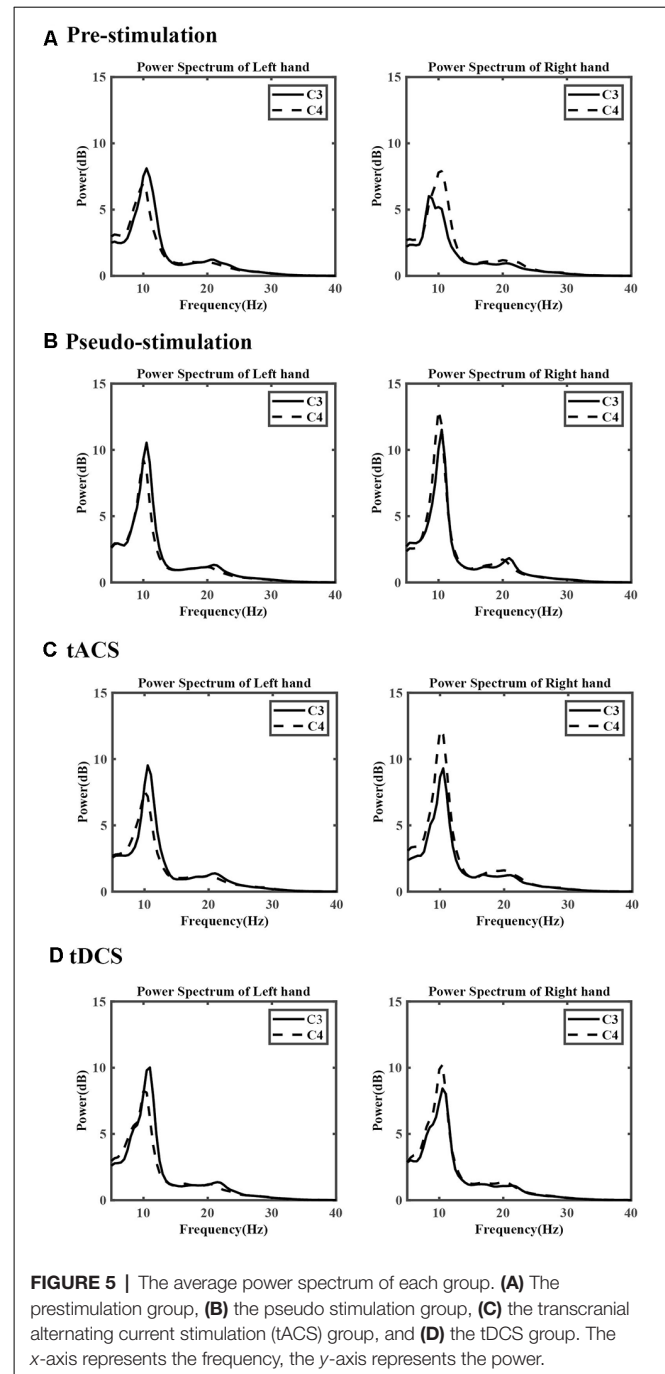 A Pre-stimulation
Power Spectrum of Left hand
15
10
5
0
Power(dB)
C3
C4
10 20 30 40
Frequency(Hz)
Power Spectrum of Right hand
15
10
5
0
Power(dB)
C3
C4
10 20 30 40
Frequency(Hz)
B Pseudo-stimulation
Power Spectrum of Left hand
15
10
5
0
Power(dB)
C3
C4
10 20 30 40
Frequency(Hz)
Power Spectrum of Right hand
15
10
5
0
Power(dB)
C3
C4
10 20 30 40
Frequency(Hz)
C tACS
Power Spectrum of Left hand
15
10
5
0
Power(dB)
C3
C4
10 20 30 40
Frequency(Hz)
Power Spectrum of Right hand
15
10
5
0
Power(dB)
C3
C4
10 20 30 40
Frequency(Hz)
D tDCS
Power Spectrum of Left hand
15
10
5
0
Power(dB)
C3
C4
10 20 30 40
Frequency(Hz)
Power Spectrum of Right hand
15
10
5
0
Power(dB)
C3
C4
10 20 30 40
Frequency(Hz)
FIGURE 5 | The average power spectrum of each group. (A) The
prestimulation group, (B) the pseudo stimulation group, (C) the transcranial
alternating current stimulation (tACS) group, and (D) the tDCS group. The
x-axis represents the frequency, the y-axis represents the power.